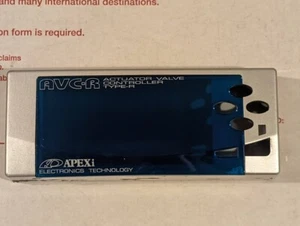 and many international destinations.
on form is required.
claims
AVC-R ACTUATOR VALVE
CONTROLLER
TYPE-R
APEXi
ELECTRONICS TECHNOLOGY